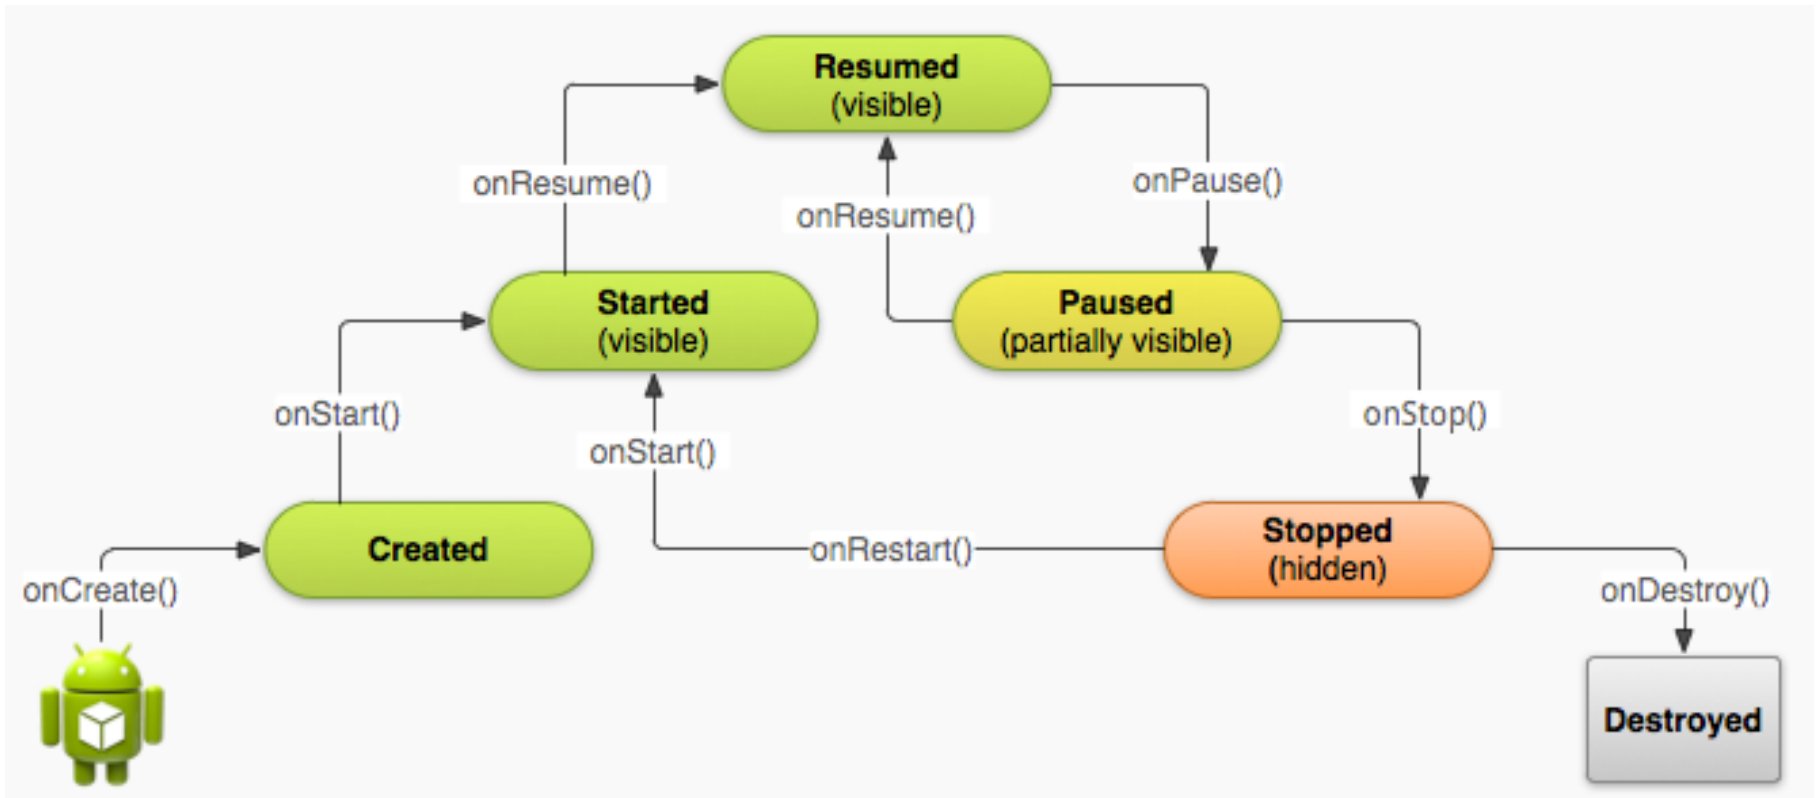 Resumed
(visible)
onResume()
onPause()
onResume()
Started
(visible)
Paused
(partially visible)
onStart()
onStop()
onStart()
Created
onRestart()
Stopped
(hidden)
onCreate()
onDestroy()
Destroyed